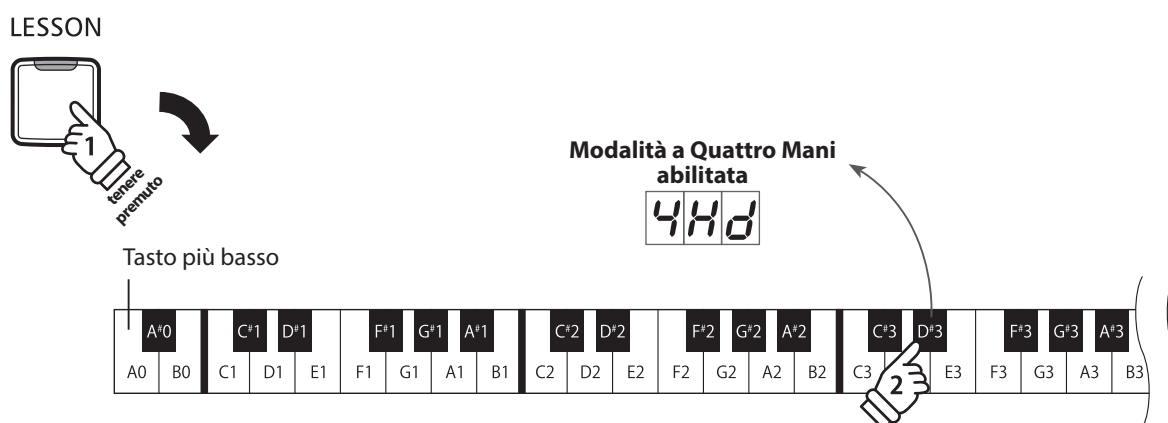 LESSON
1
tenere
premuto
Modalità a Quattro Mani
abilitata
4Hd
Tasto più basso
A#0 C#1 D#1 F#1 G#1 A#1 C#2 D#2 F#2 G#2 A#2 C#3 D#3 F#3 G#3 A#3
A0 B0 C1 D1 E1 F1 G1 A1 B1 C2 D2 E2 F2 G2 A2 B2 C3 E3 F3 G3 A3 B3
2